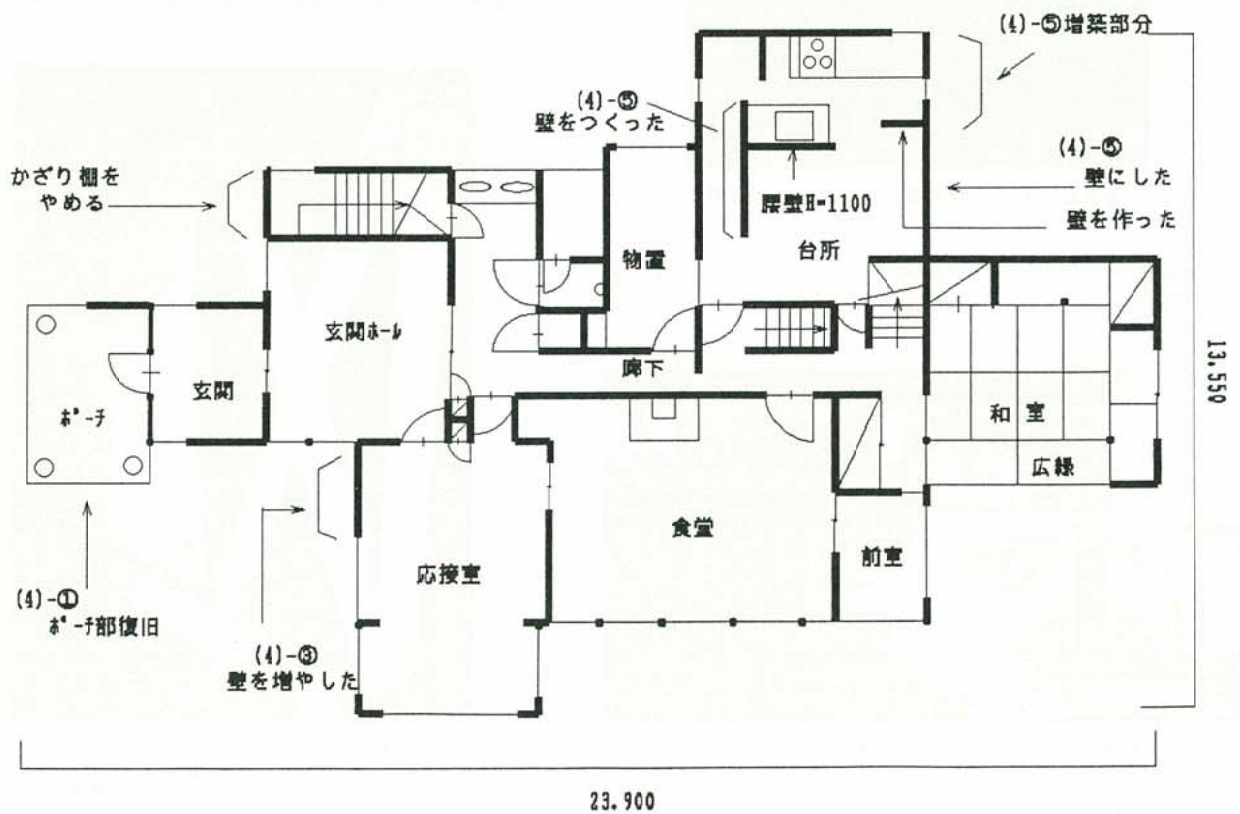 (4)-⑤増築部分
(4)-⑤
壁をつくった
かざり棚を
やめる
(4)-⑤
壁にした
壁を作った
腰壁H=1100
台所
物置
玄関ホール
廊下
玄関
ポーチ
和室
広縁
食堂
前室
応接室
(4)-①
ポーチ部復旧
(4)-③
壁を増やした
13.550
23.900